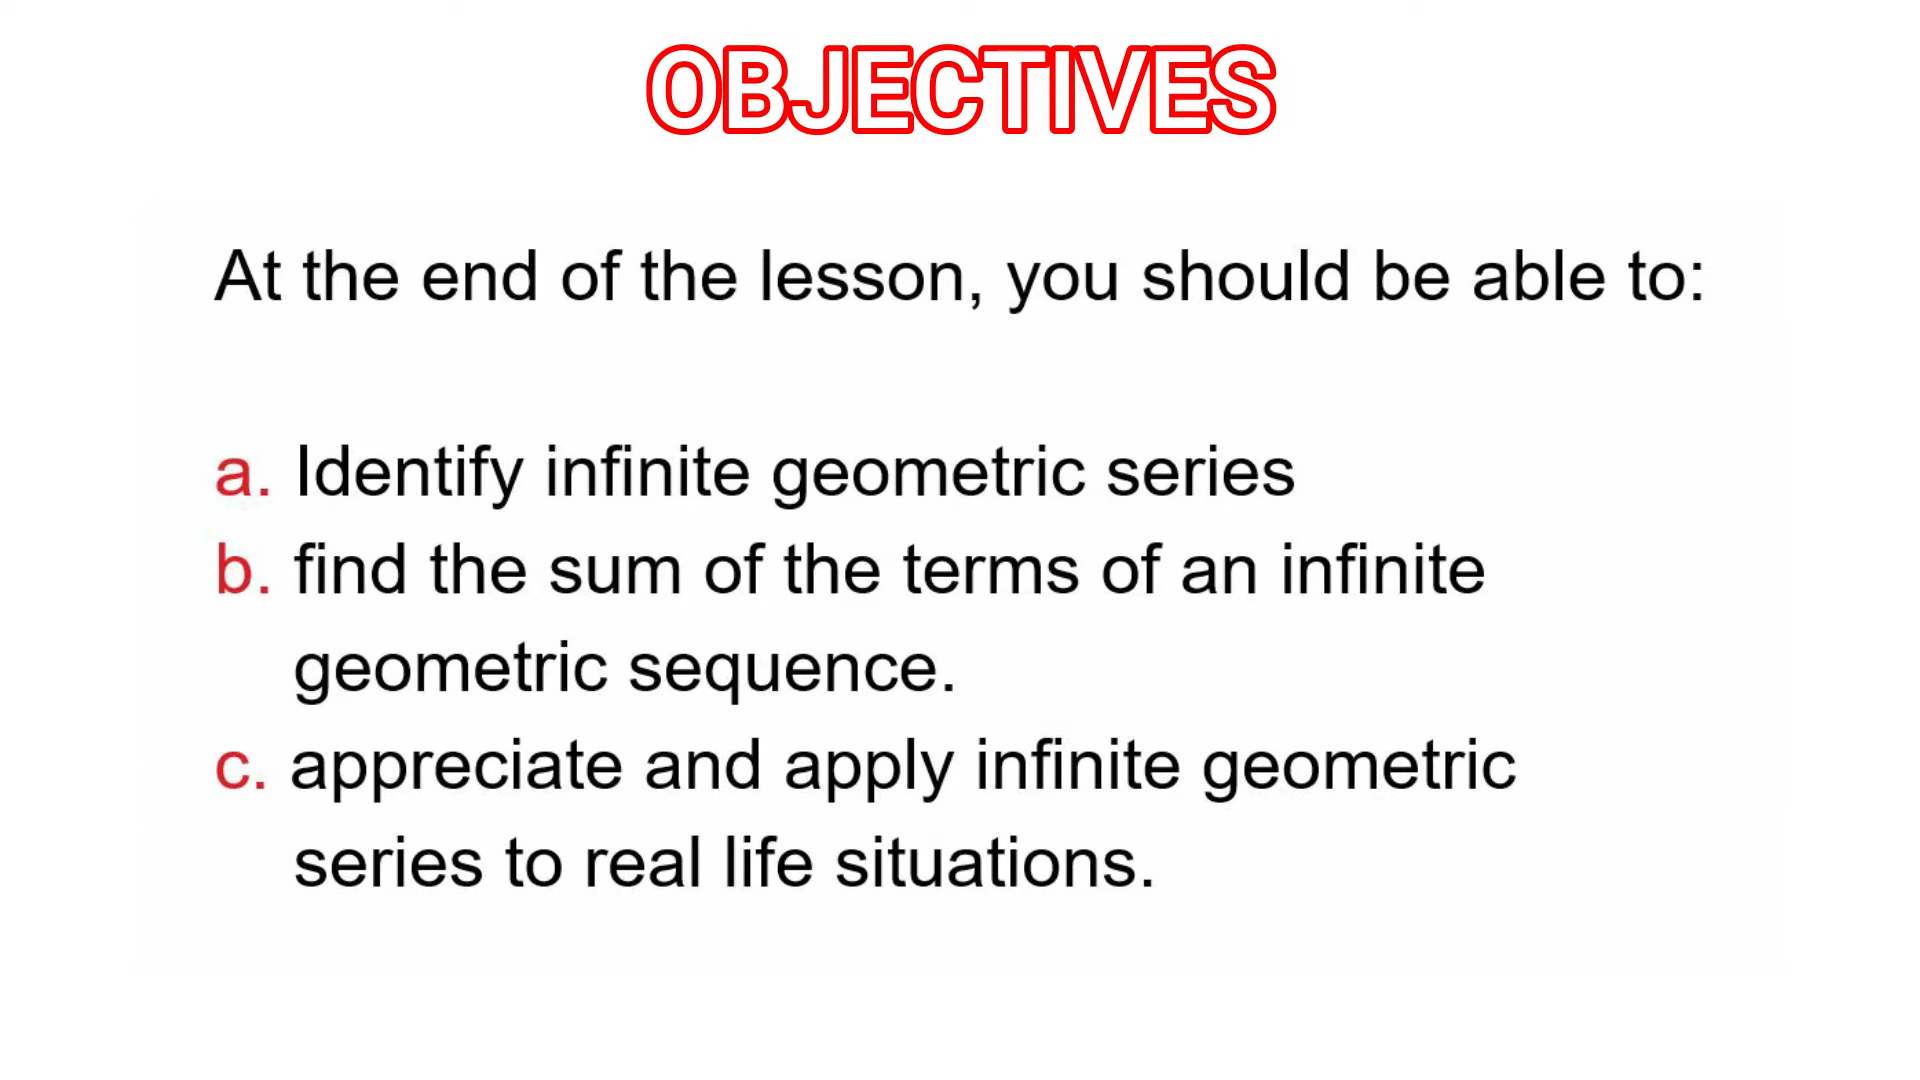 OBJECTIVES
At the end of the lesson, you should be able to:
a. Identify infinite geometric series
b. find the sum of the terms of an infinite
geometric sequence.
c. appreciate and apply infinite geometric
series to real life situations.